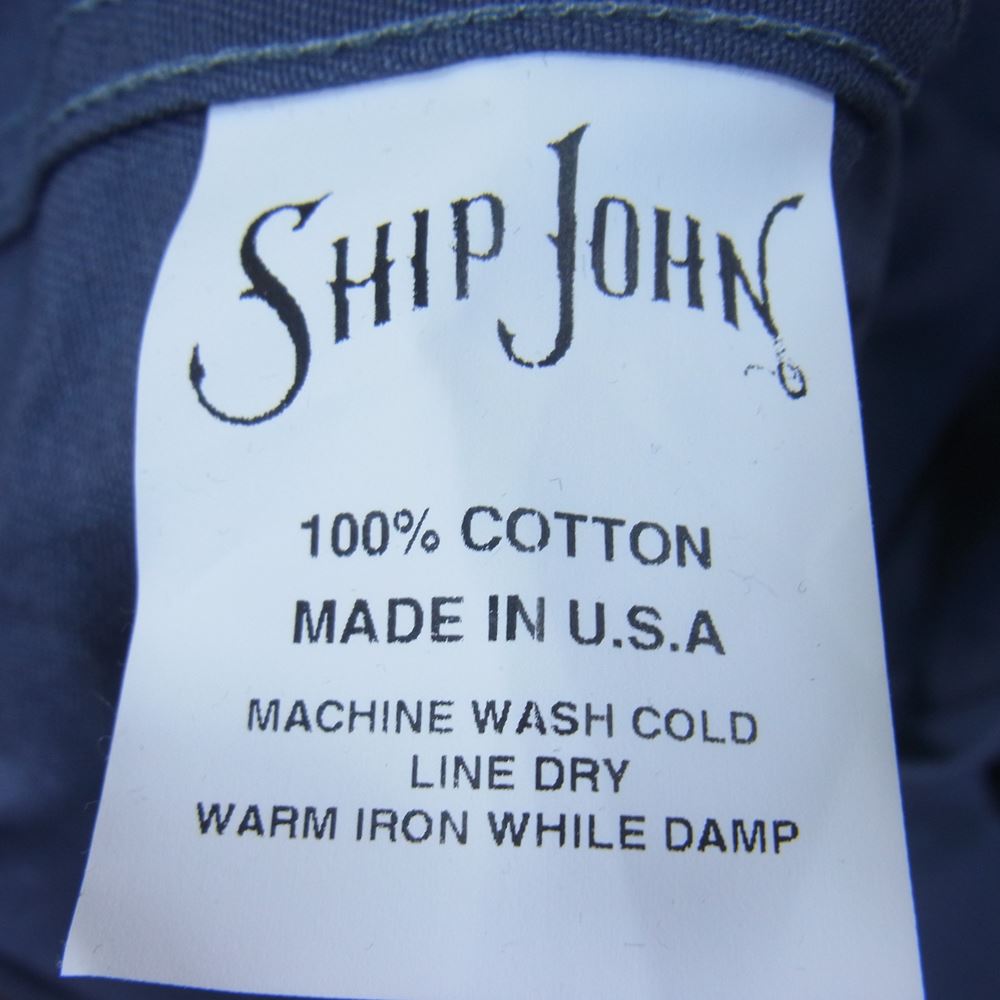 SHIP JOHN
100% COTTON
MADE IN U.S.A
MACHINE WASH COLD
LINE DRY
WARM IRON WHILE DAMP